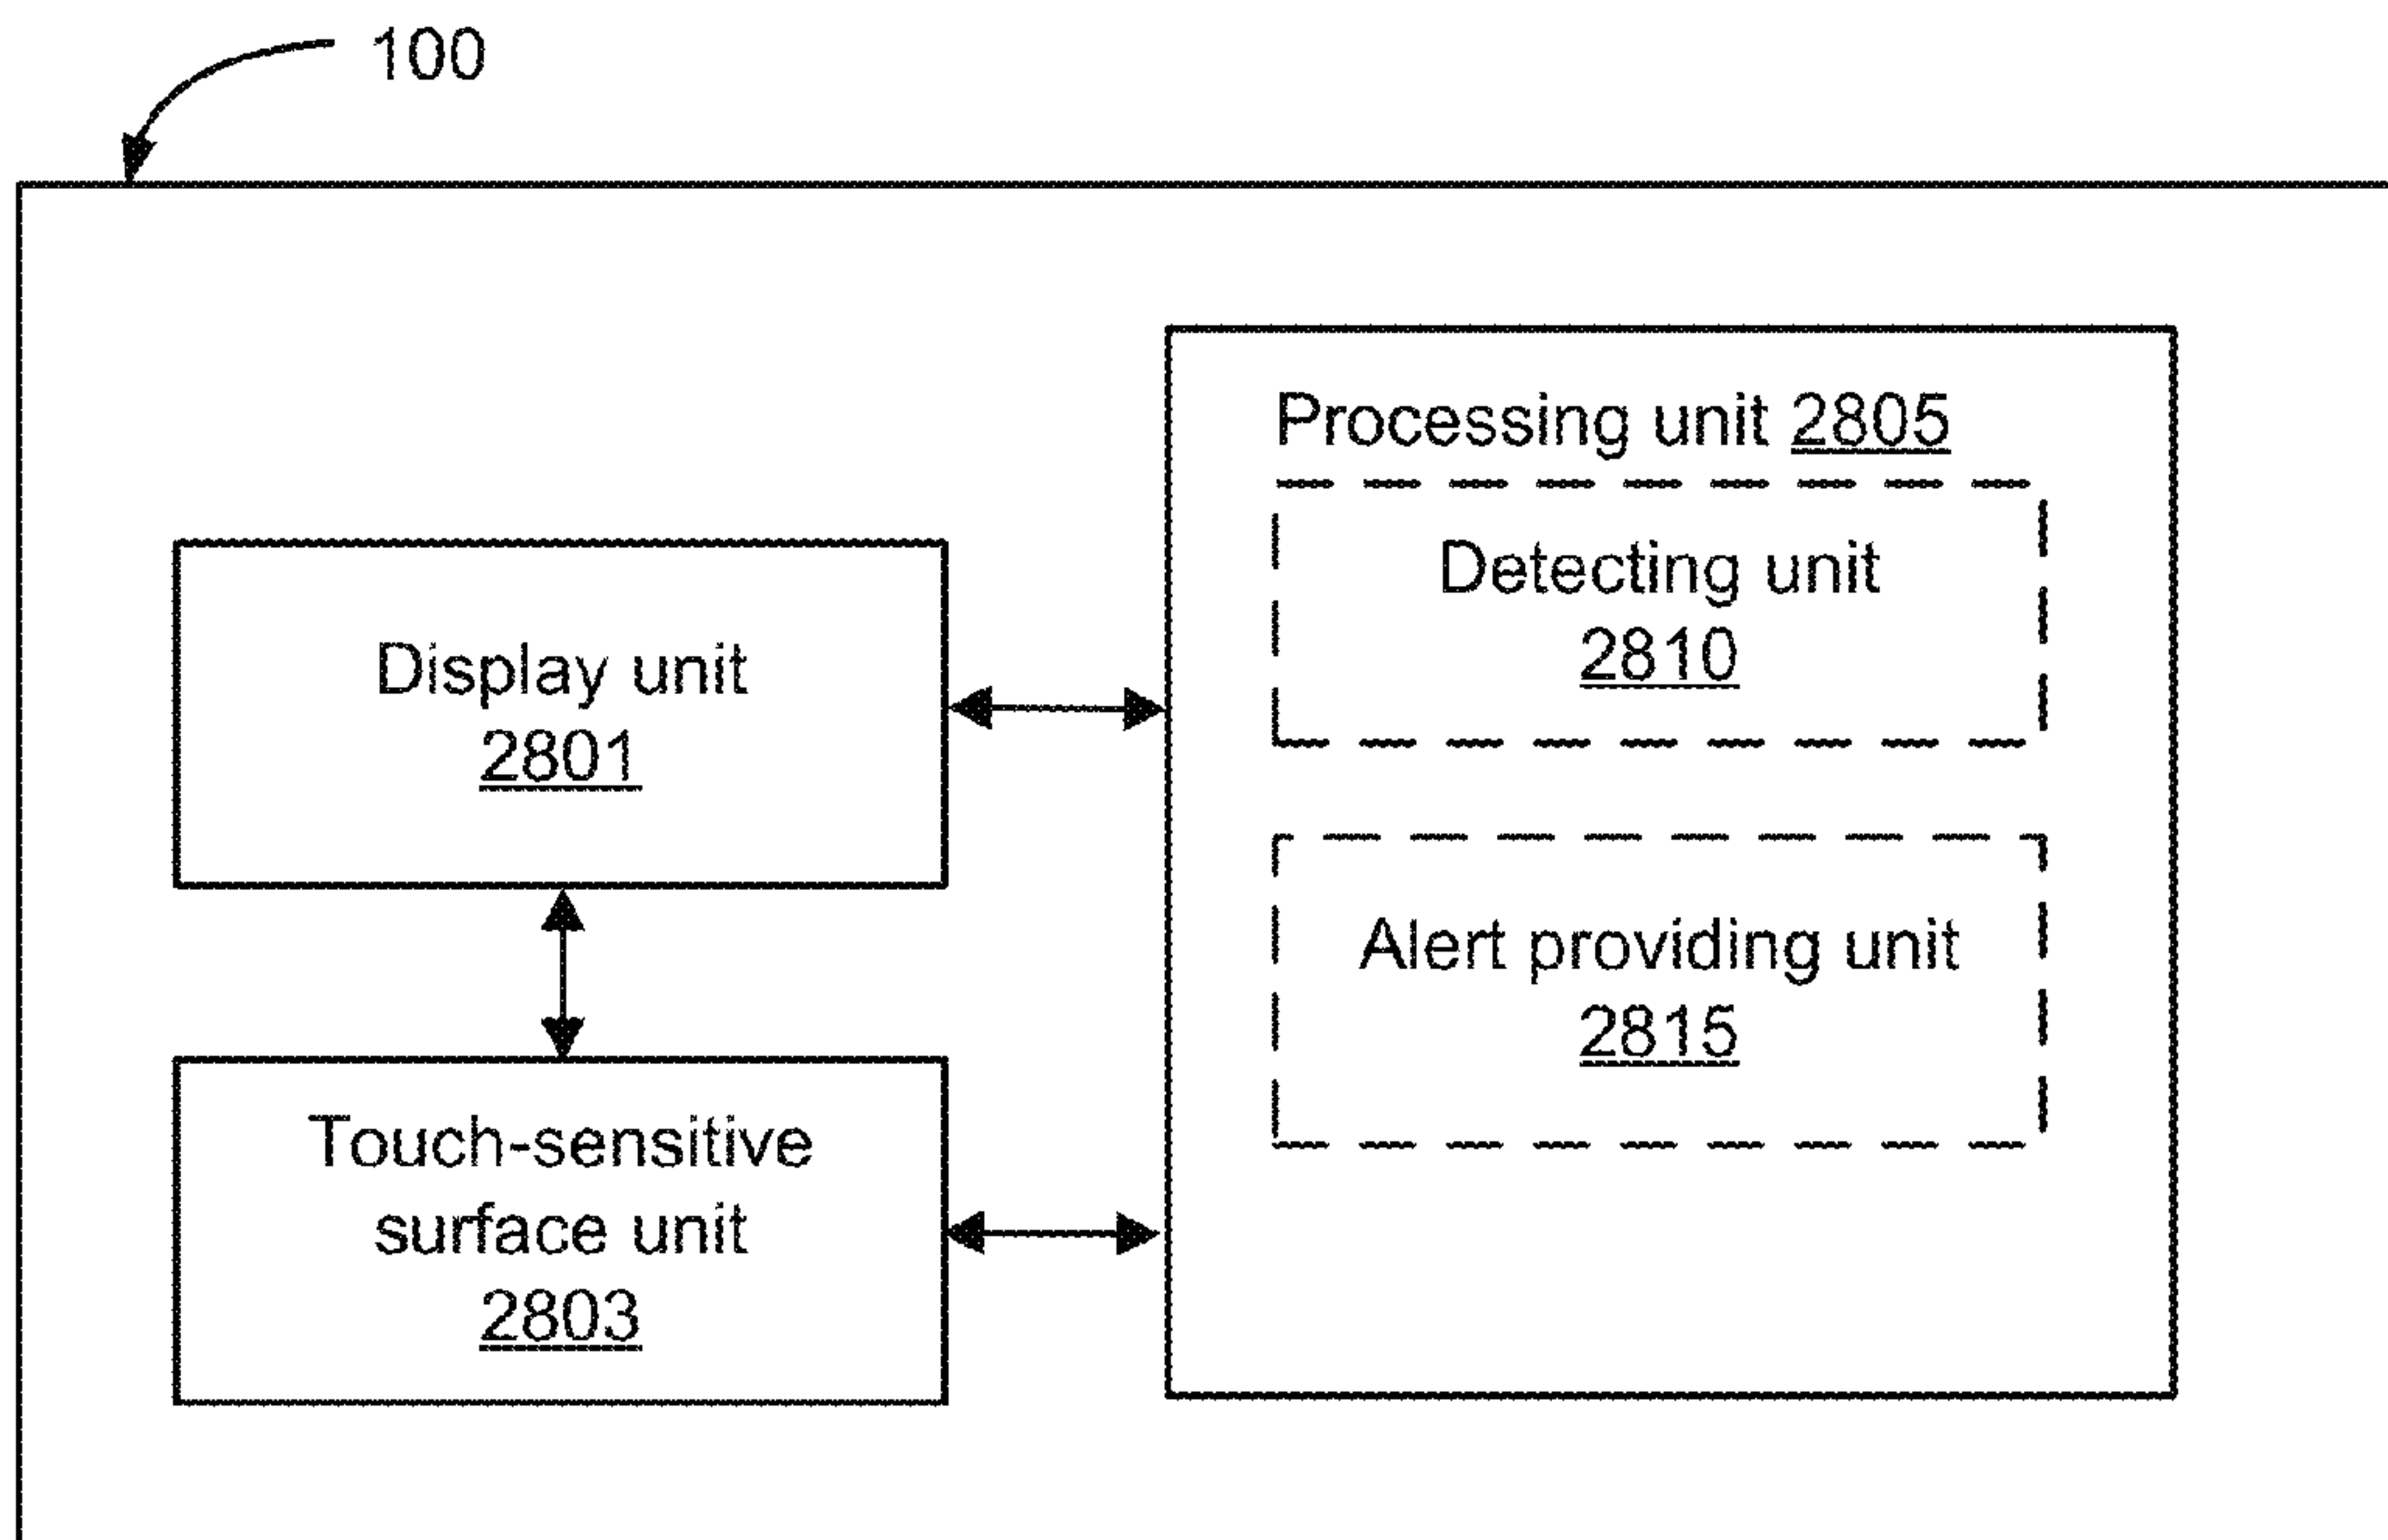 100
Processing unit 2805
Detecting unit
2810
Display unit
2801
Alert providing unit
2815
Touch-sensitive
surface unit
2803